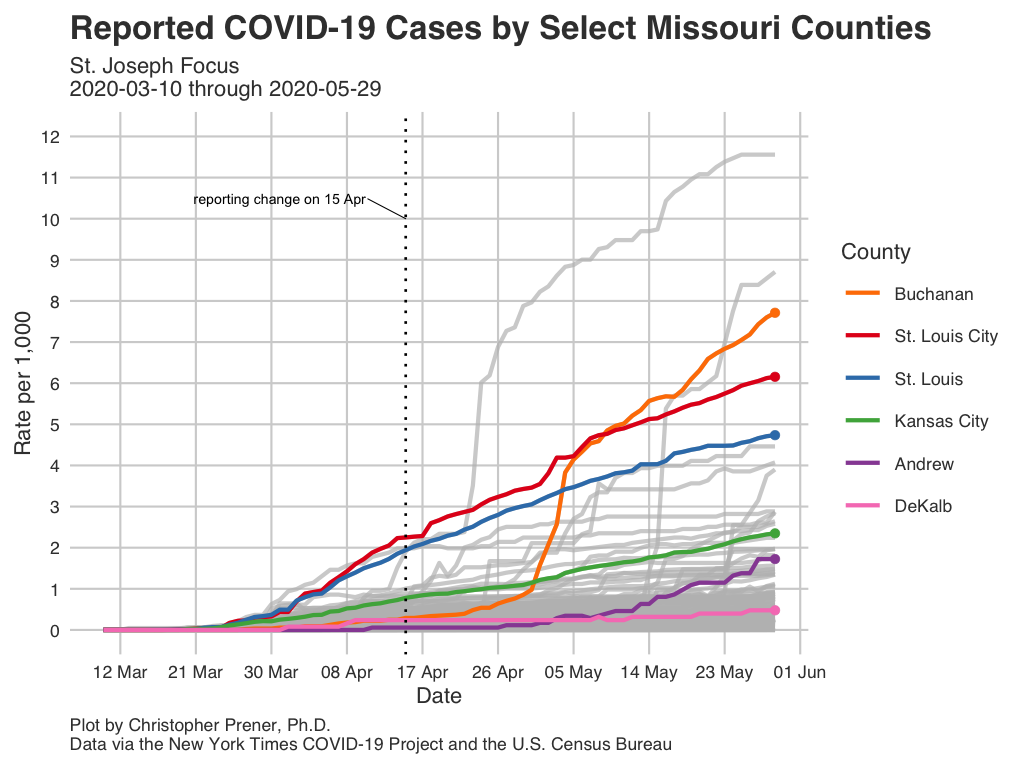 Reported COVID-19 Cases by Select Missouri Counties
St. Joseph Focus
2020-03-10 through 2020-05-29
12
11
10
9
8
7
6
5
4
3
2
1
0
Rate per 1,000
reporting change on 15 Apr
12 Mar 21 Mar 30 Mar 08 Apr 17 Apr 26 Apr 05 May 14 May 23 May 01 Jun
Date
County
Buchanan
St. Louis City
St. Louis
Kansas City
Andrew
DeKalb
Plot by Christopher Prener, Ph.D.
Data via the New York Times COVID-19 Project and the U.S. Census Bureau